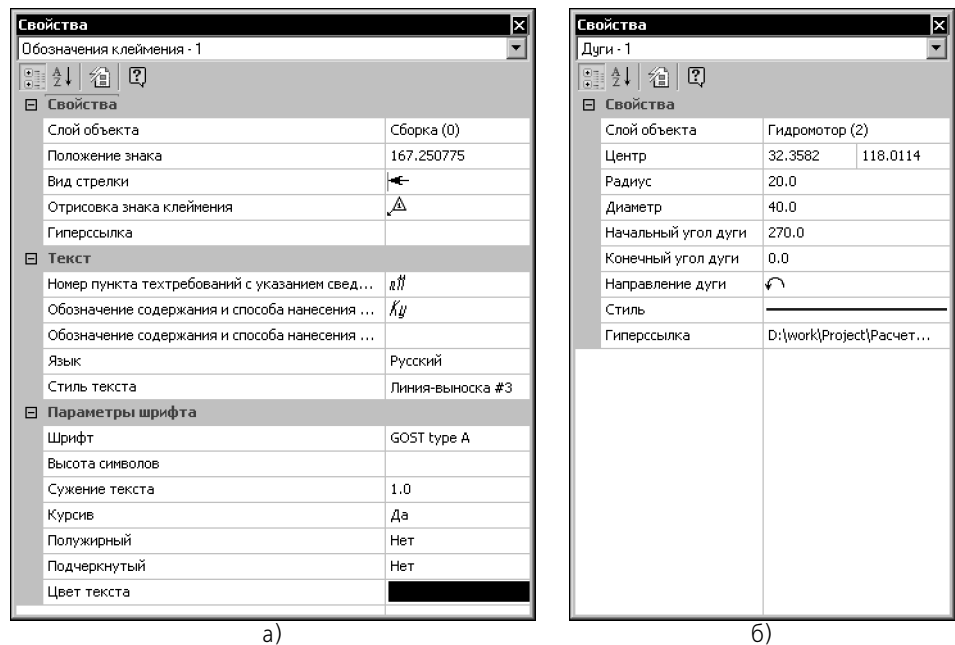 Свойства
Обозначения клеймения - 1
Свойства
Слой объекта Сборка (0)
Положение знака 167.250775
Вид стрелки
Отрисовка знака клеймения
Гиперссылка
Текст
Номер пункта техтребований с указанием свед... пп
Обозначение содержания и способа нанесения ... Ку
Обозначение содержания и способа нанесения ...
Язык Русский
Стиль текста Линия-выноска #3
Параметры шрифта
Шрифт GOST type A
Высота символов
Сужение текста 1.0
Курсив Да
Полужирный Нет
Подчеркнутый Нет
Цвет текста
а)
Свойства
Дуги - 1
Свойства
Слой объекта Гидромотор (2)
Центр 32.3582 118.0114
Радиус 20.0
Диаметр 40.0
Начальный угол дуги 270.0
Конечный угол дуги 0.0
Направление дуги
Стиль
Гиперссылка D:\work\Project\Расчет...
б)